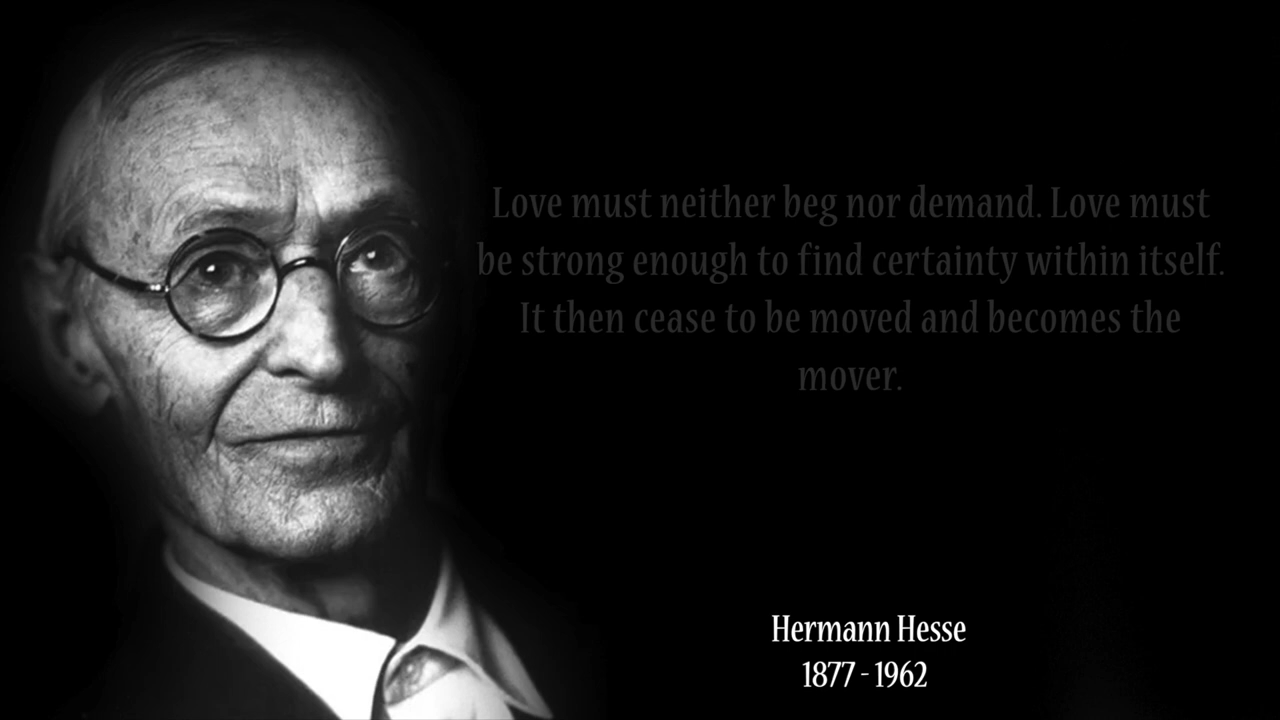 Love must neither beg nor demand. Love must
be strong enough to find certainty within itself.
It then cease to be moved and becomes the
mover.
Hermann Hesse
1877 - 1962